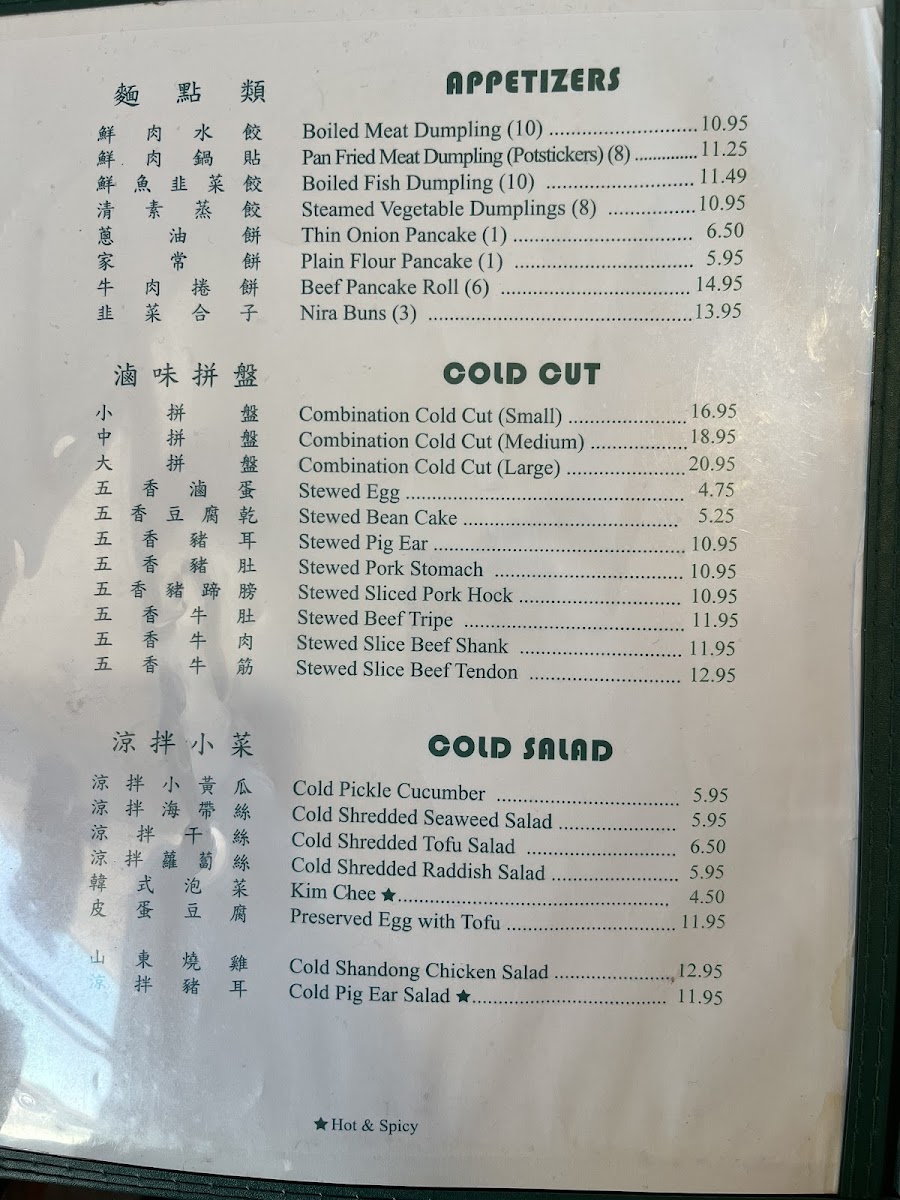 麵點類 APPETIZERS
鮮肉水餃 Boiled Meat Dumpling (10) 10.95
鮮肉鍋貼 Pan Fried Meat Dumpling (Potstickers) (8) 11.25
鮮魚韭菜餃 Boiled Fish Dumpling (10) 11.49
清素蒸餃 Steamed Vegetable Dumplings (8) 10.95
蔥油餅 Thin Onion Pancake (1) 6.50
家常餅 Plain Flour Pancake (1) 5.95
牛肉捲餅 Beef Pancake Roll (6) 14.95
韭菜合子 Nira Buns (3) 13.95
滷味拼盤 COLD CUT
小拼盤 Combination Cold Cut (Small) 16.95
中拼盤 Combination Cold Cut (Medium) 18.95
大拼盤 Combination Cold Cut (Large) 20.95
五香滷蛋 Stewed Egg 4.75
五香豆腐乾 Stewed Bean Cake 5.25
五香豬耳 Stewed Pig Ear 10.95
五香豬肚 Stewed Pork Stomach 10.95
五香豬蹄膀 Stewed Sliced Pork Hock 10.95
五香牛肚 Stewed Beef Tripe 11.95
五香牛肉 Stewed Slice Beef Shank 11.95
五香牛筋 Stewed Slice Beef Tendon 12.95
涼拌小菜 COLD SALAD
涼拌小黃瓜 Cold Pickle Cucumber 5.95
涼拌海帶絲 Cold Shredded Seaweed Salad 5.95
涼拌干絲 Cold Shredded Tofu Salad 6.50
涼拌蘿蔔絲 Cold Shredded Raddish Salad 5.95
韓式泡菜 Kim Chee ★ 4.50
皮蛋豆腐 Preserved Egg with Tofu 11.95
山東燒雞 Cold Shandong Chicken Salad 12.95
涼拌豬耳 Cold Pig Ear Salad ★ 11.95
★ Hot & Spicy